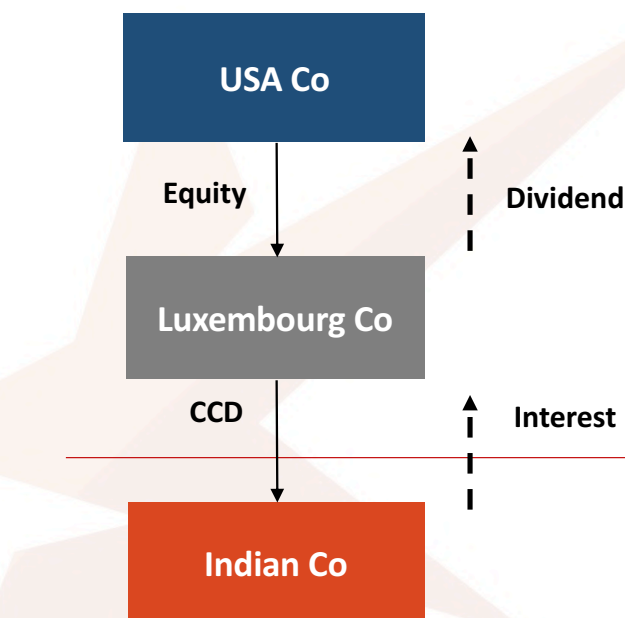 USA Co
Equity
Dividend
Luxembourg Co
CCD
Interest
Indian Co